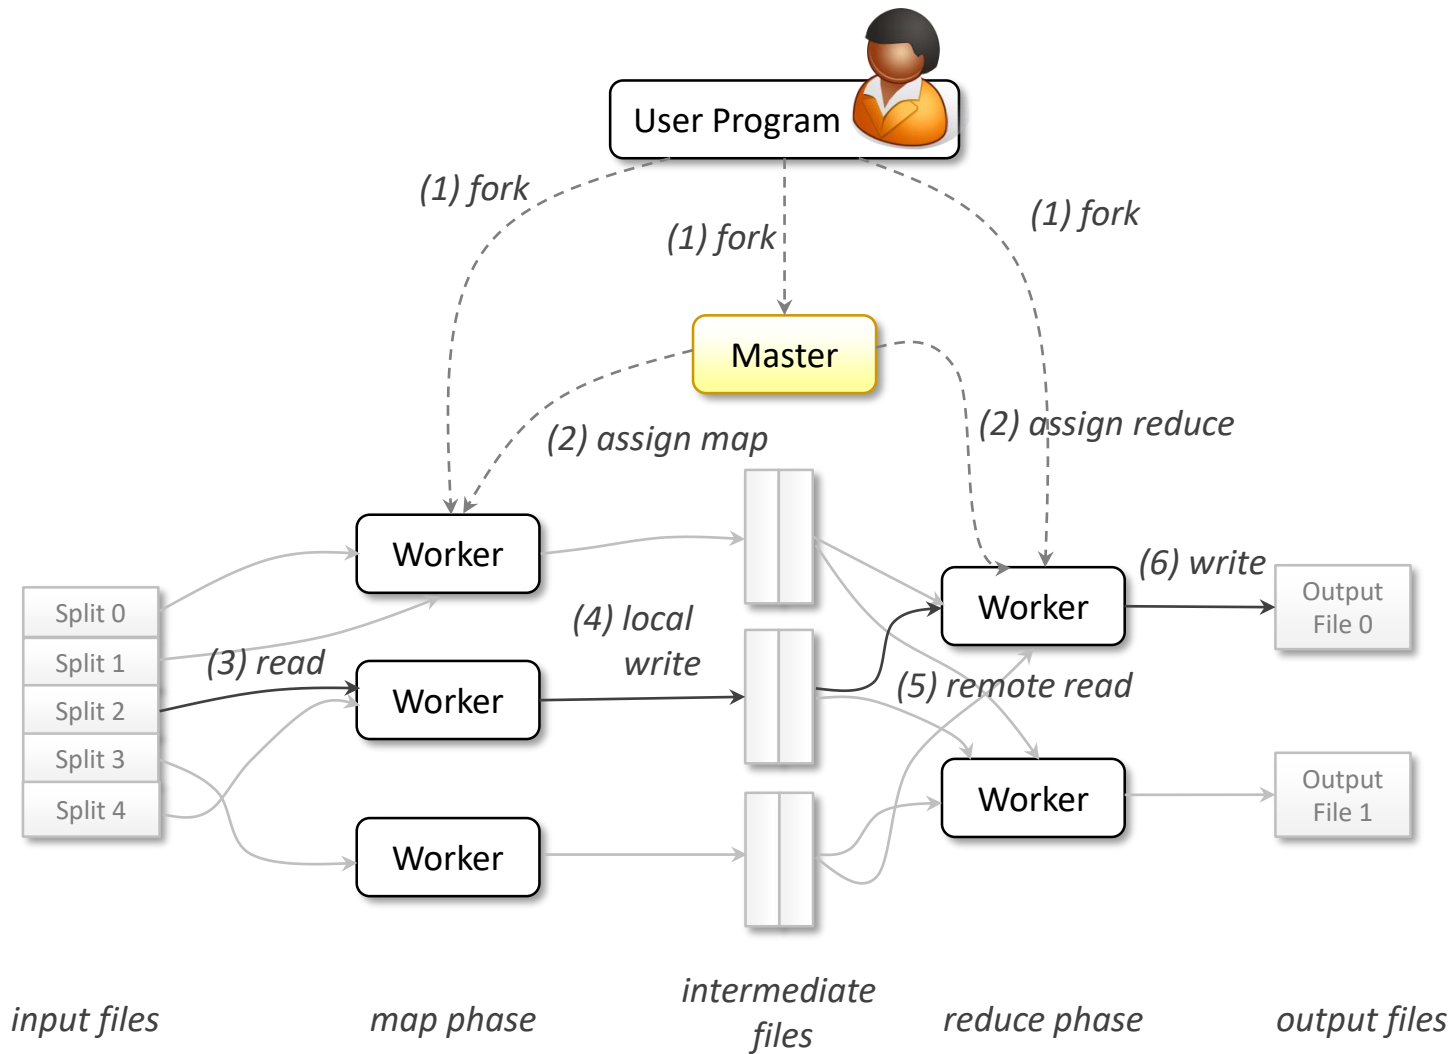 User Program
(1) fork
(1) fork
(1) fork
Master
(2) assign map
(2) assign reduce
Worker
Split 0
Split 1
Split 2
Split 3
Split 4
(3) read
Worker
(4) local
write
Worker
Worker
(5) remote read
(6) write
Output
File 0
Worker
Output
File 1
input files
map phase
intermediate
files
reduce phase
output files